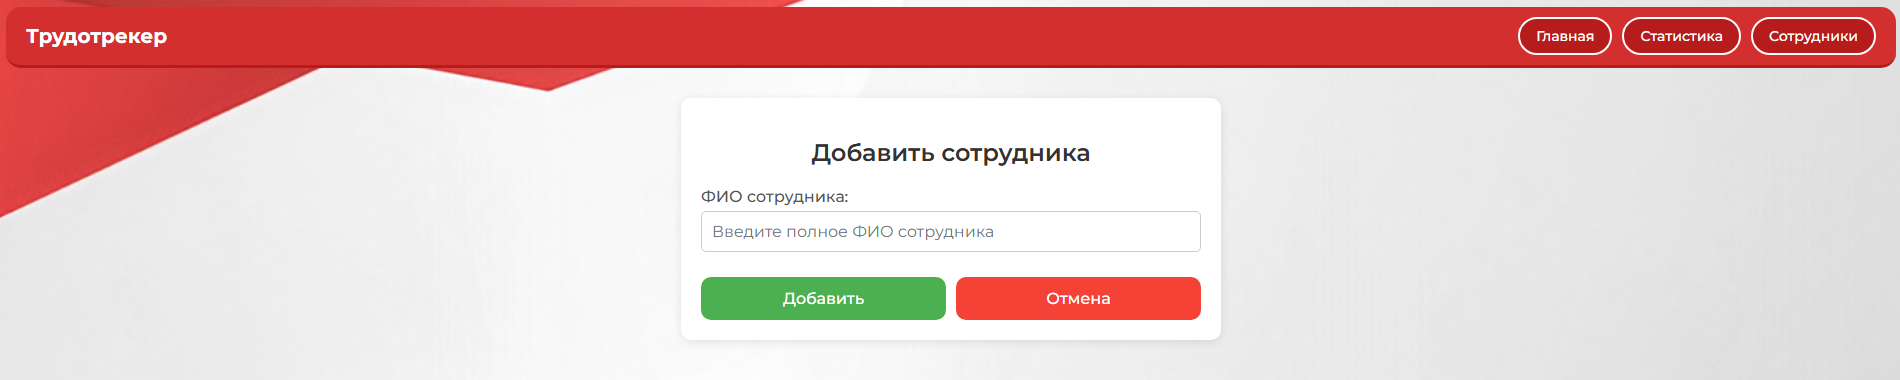 Трудотрекер
Главная
Статистика
Сотрудники
Добавить сотрудника
ФИО сотрудника:
Введите полное ФИО сотрудника
Добавить
Отмена